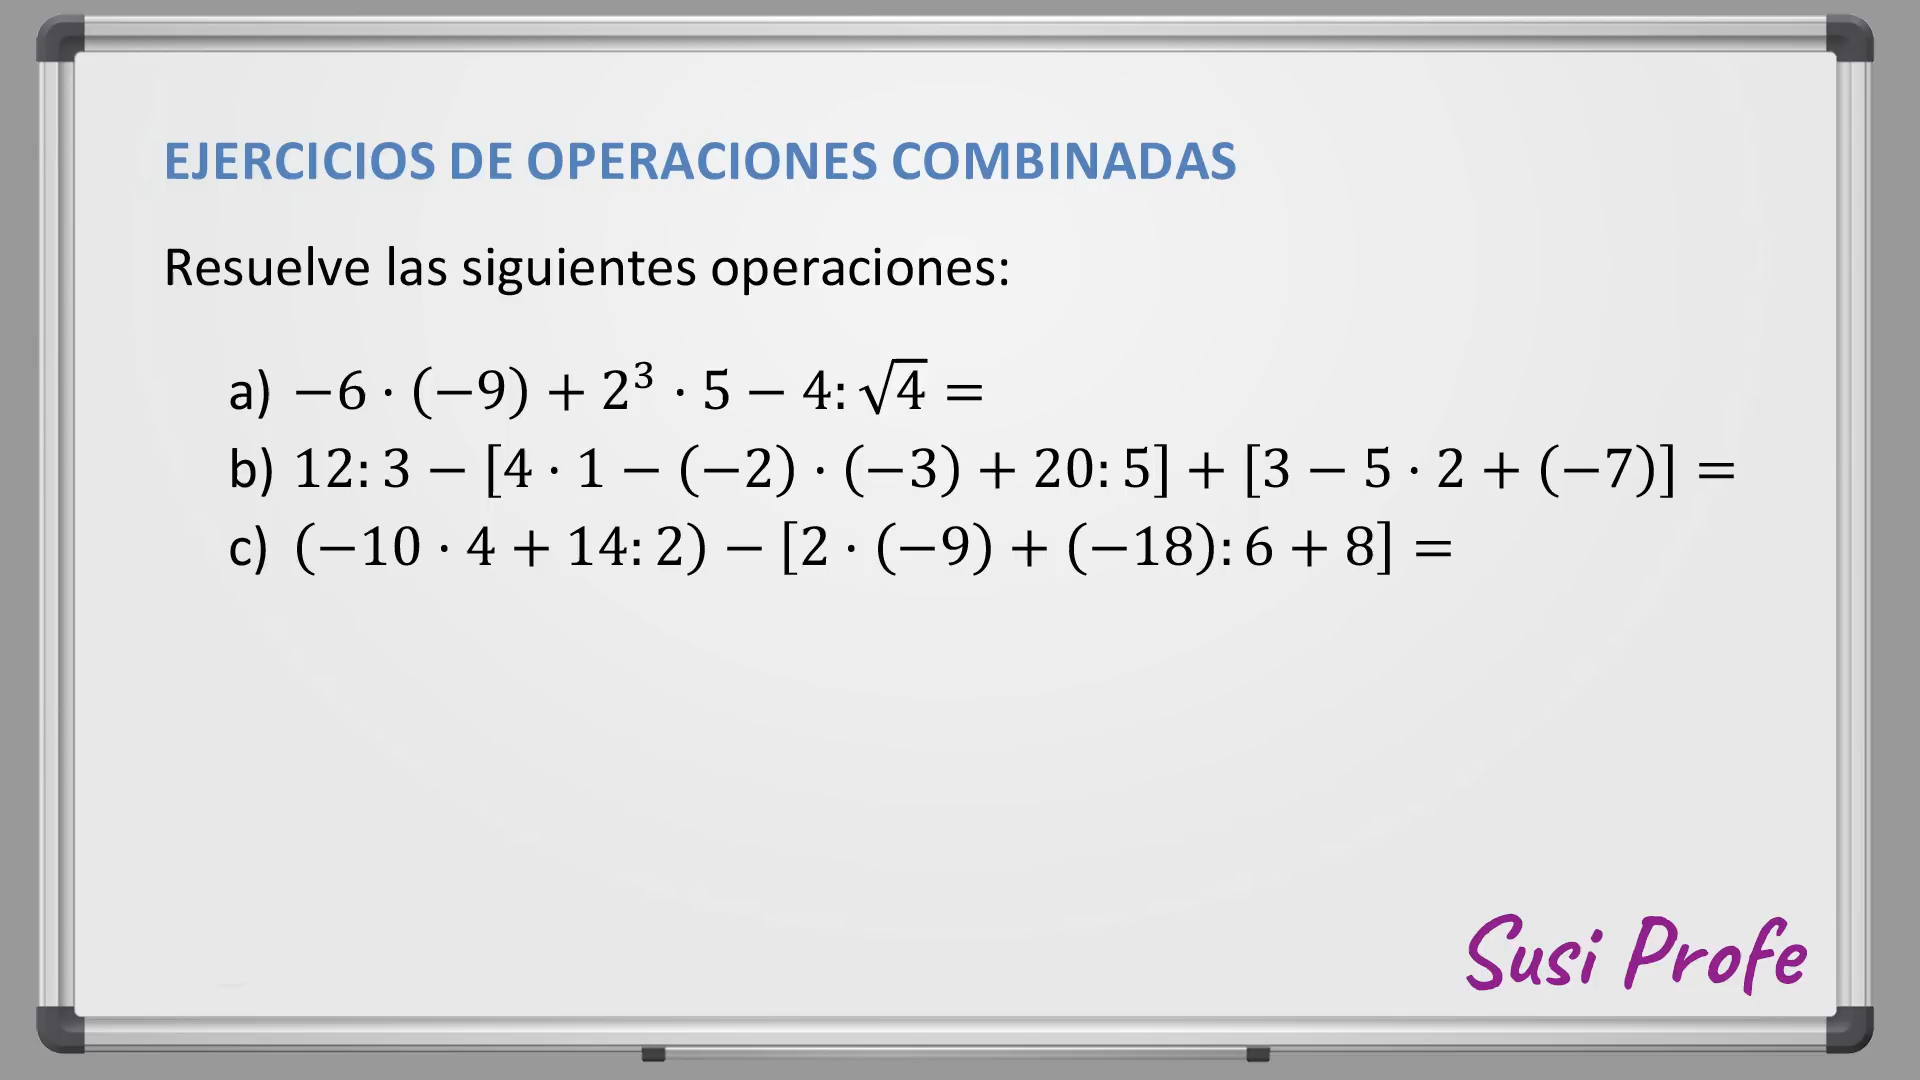 EJERCICIOS DE OPERACIONES COMBINADAS
Resuelve las siguientes operaciones:
a) −6 · (−9) + 2³ · 5 − 4: √4 =
b) 12: 3 − [4 · 1 − (−2) · (−3) + 20: 5] + [3 − 5 · 2 + (−7)] =
c) (−10 · 4 + 14: 2) − [2 · (−9) + (−18): 6 + 8] =
Susi Profe